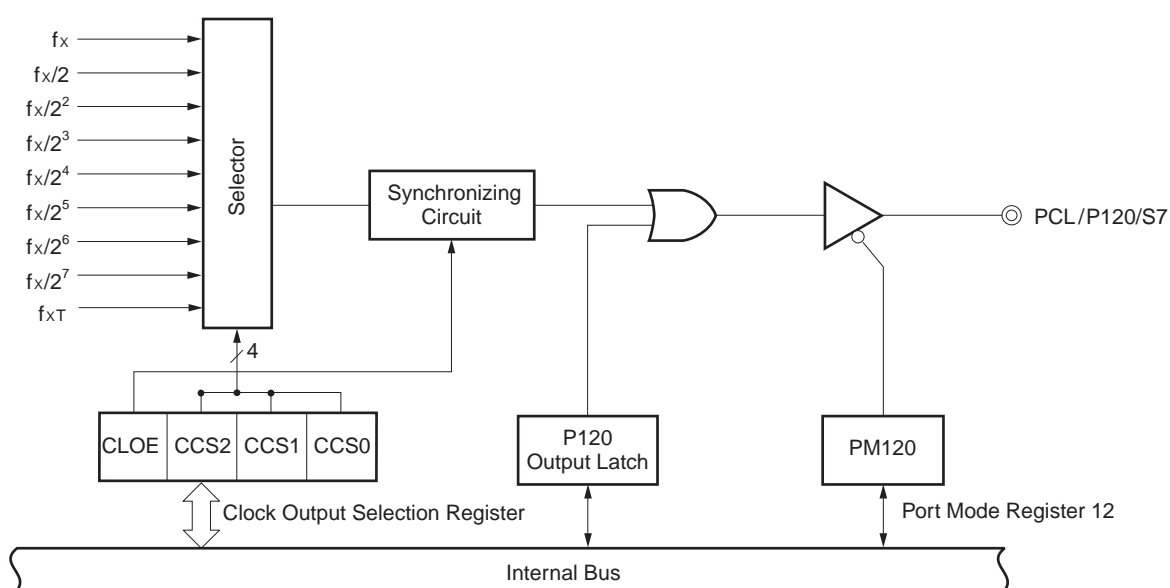 fX
fX/2
fX/2²
fX/2³
fX/2⁴
fX/2⁵
fX/2⁶
fX/2⁷
fXT
Selector
4
Synchronizing
Circuit
PCL/P120/S7
CLOE
CCS2
CCS1
CCS0
P120
Output Latch
PM120
Clock Output Selection Register
Port Mode Register 12
Internal Bus